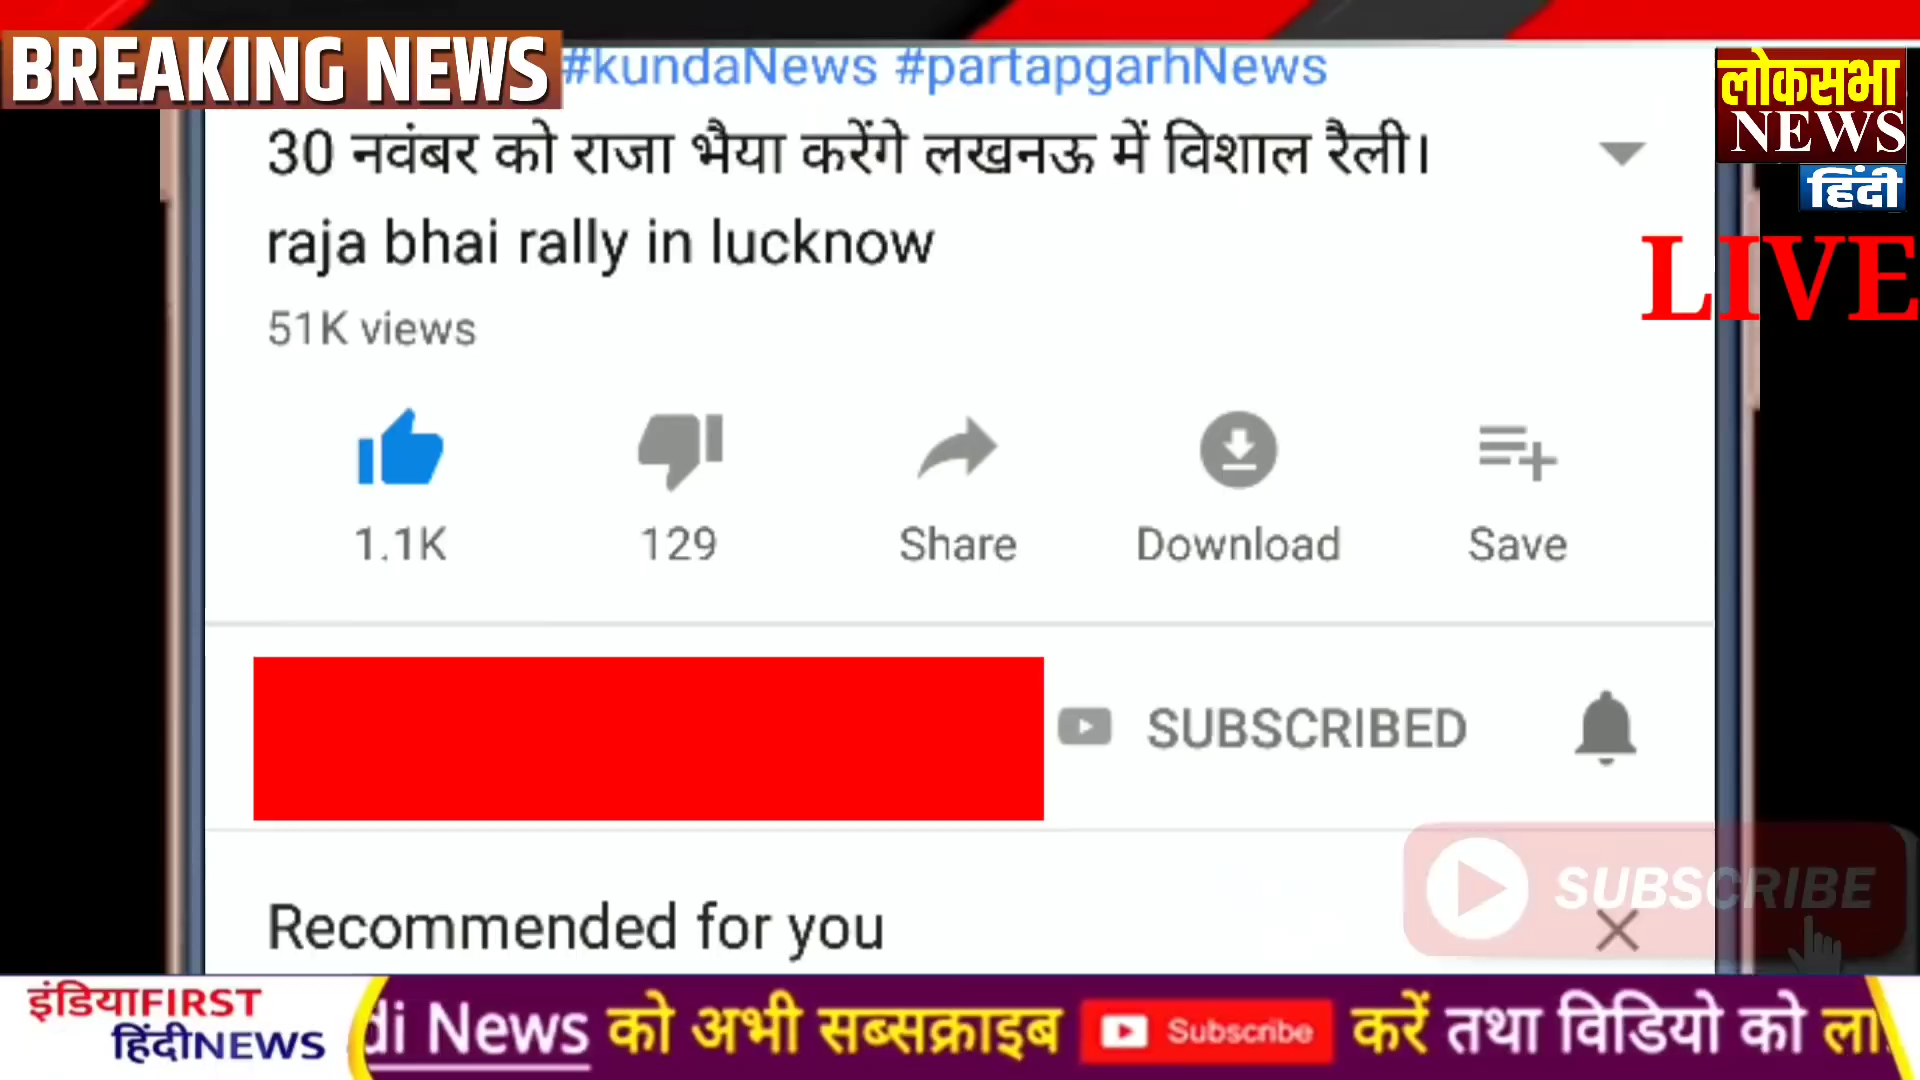 BREAKING NEWS
#kundaNews #partapgarhNews
लोकसभा
NEWS
हिंदी
LIVE
30 नवंबर को राजा भैया करेंगे लखनऊ में विशाल रैली।
raja bhai rally in lucknow
51K views
1.1K 129 Share Download Save
SUBSCRIBED
SUBSCRIBE
Recommended for you
इंडियाFIRST
हिंदीNEWS
di News को अभी सब्सक्राइब Subscribe करें तथा विडियो को ला